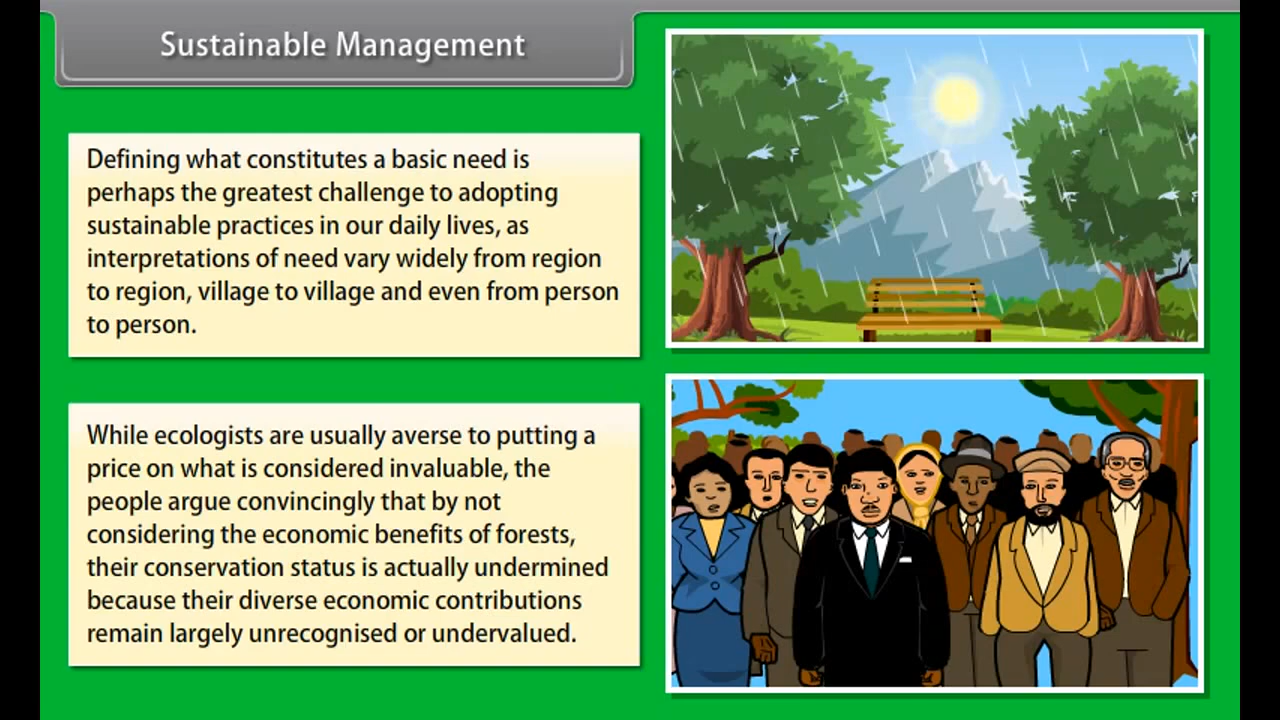 Sustainable Management
Defining what constitutes a basic need is
perhaps the greatest challenge to adopting
sustainable practices in our daily lives, as
interpretations of need vary widely from region
to region, village to village and even from person
to person.
While ecologists are usually averse to putting a
price on what is considered invaluable, the
people argue convincingly that by not
considering the economic benefits of forests,
their conservation status is actually undermined
because their diverse economic contributions
remain largely unrecognised or undervalued.